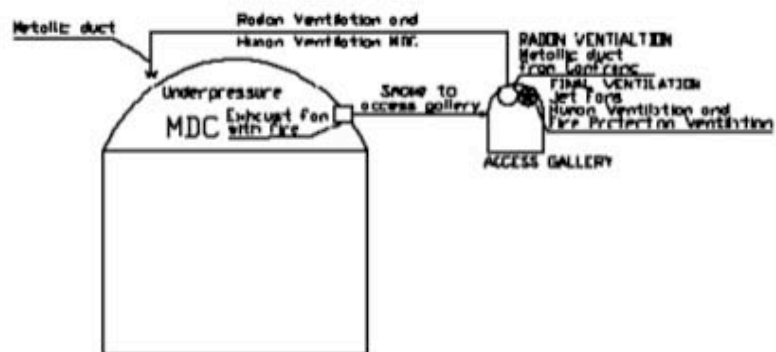 Metallic duct
Radon Ventilation and
Human Ventilation MDC
Underpressure
MDC
Exhaust fan
with fire
Smoke to
access gallery
RADON VENTIALTION
Metallic duct
from
FINAL VENTILATION
Jet Fans
Human Ventilation and
Fire Protection Ventilation
ACCESS GALLERY